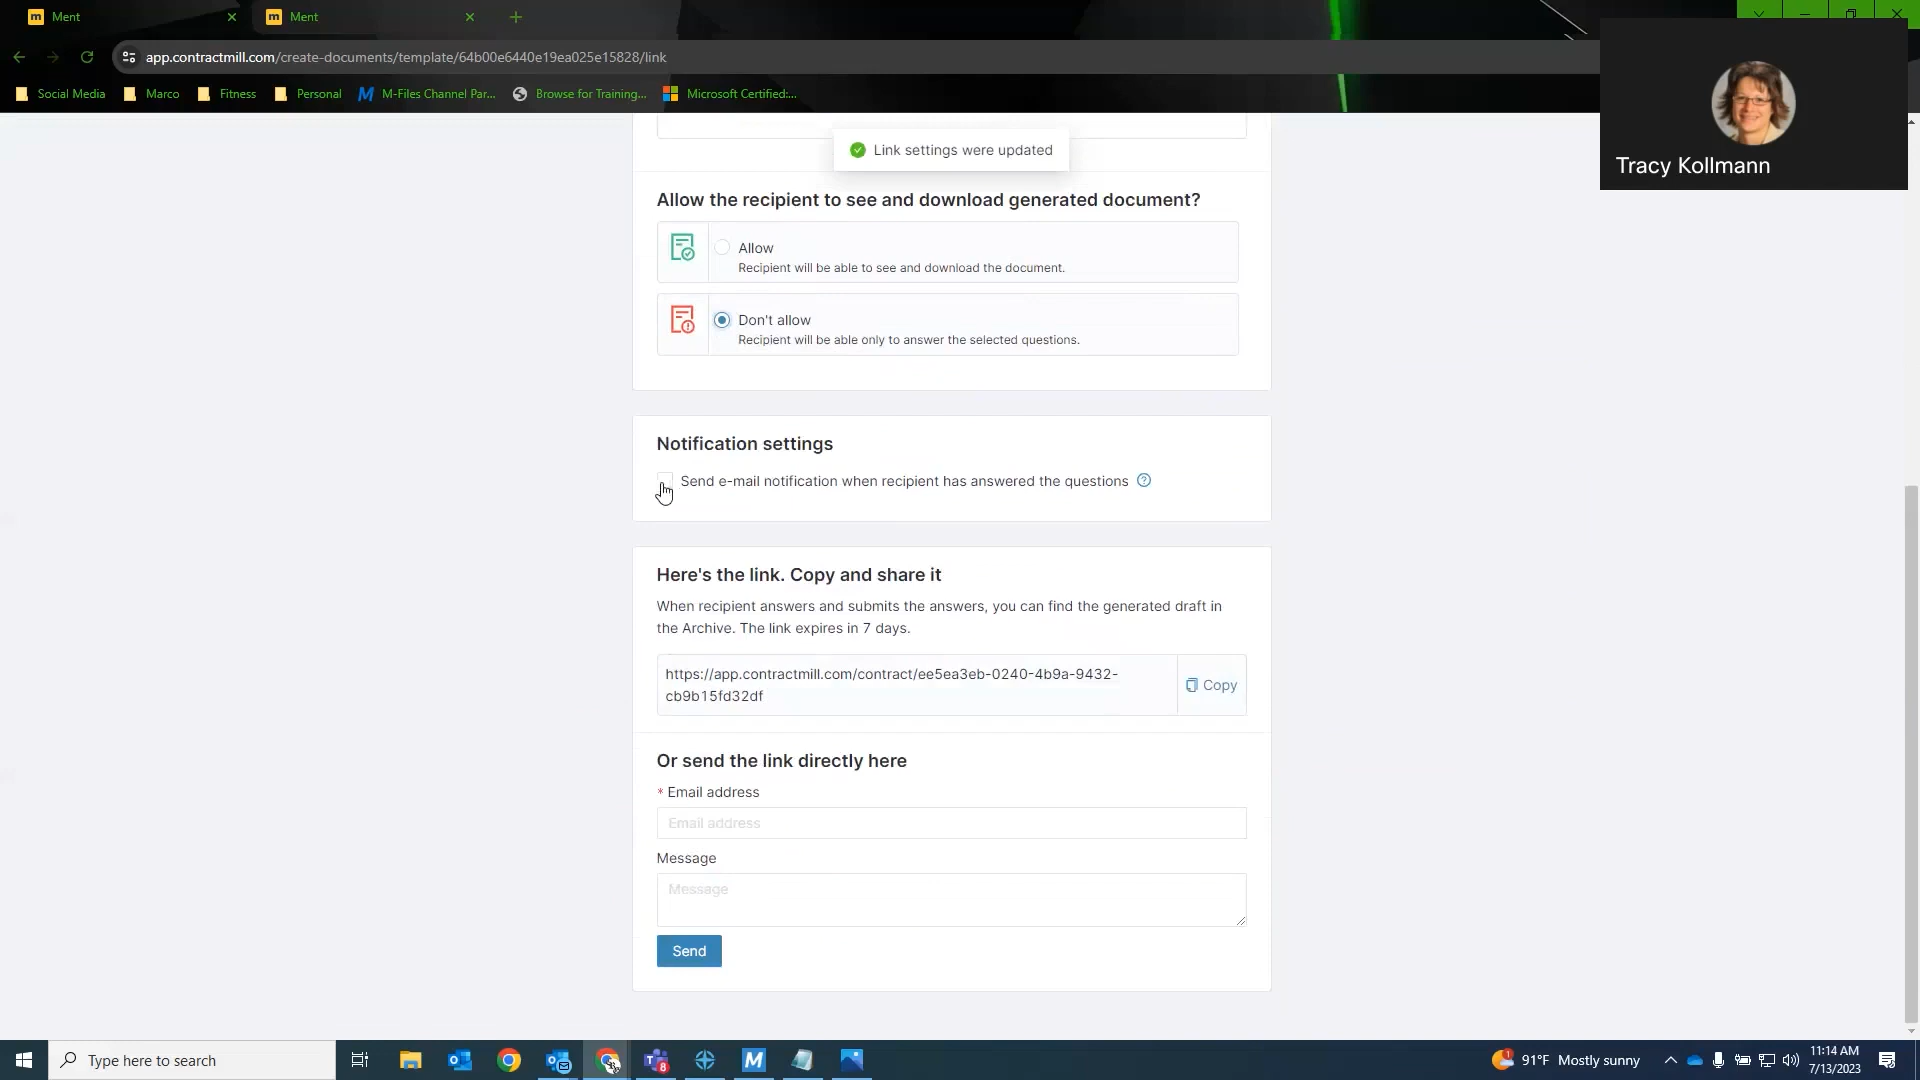 Ment
Ment
app.contractmill.com/create-documents/template/64b00e6440e19ea025e15828/link
Social Media
Marco
Fitness
Personal
M-Files Channel Par...
Browse for Training...
Microsoft Certified:...
Tracy Kollmann
Link settings were updated
Allow the recipient to see and download generated document?
Allow
Recipient will be able to see and download the document.
Don't allow
Recipient will be able only to answer the selected questions.
Notification settings
Send e-mail notification when recipient has answered the questions
Here's the link. Copy and share it
When recipient answers and submits the answers, you can find the generated draft in
the Archive. The link expires in 7 days.
https://app.contractmill.com/contract/ee5ea3eb-0240-4b9a-9432-
cb9b15fd32df
Copy
Or send the link directly here
* Email address
Email address
Message
Message
Send
Type here to search
8
1
91°F Mostly sunny
11:14 AM
7/13/2023